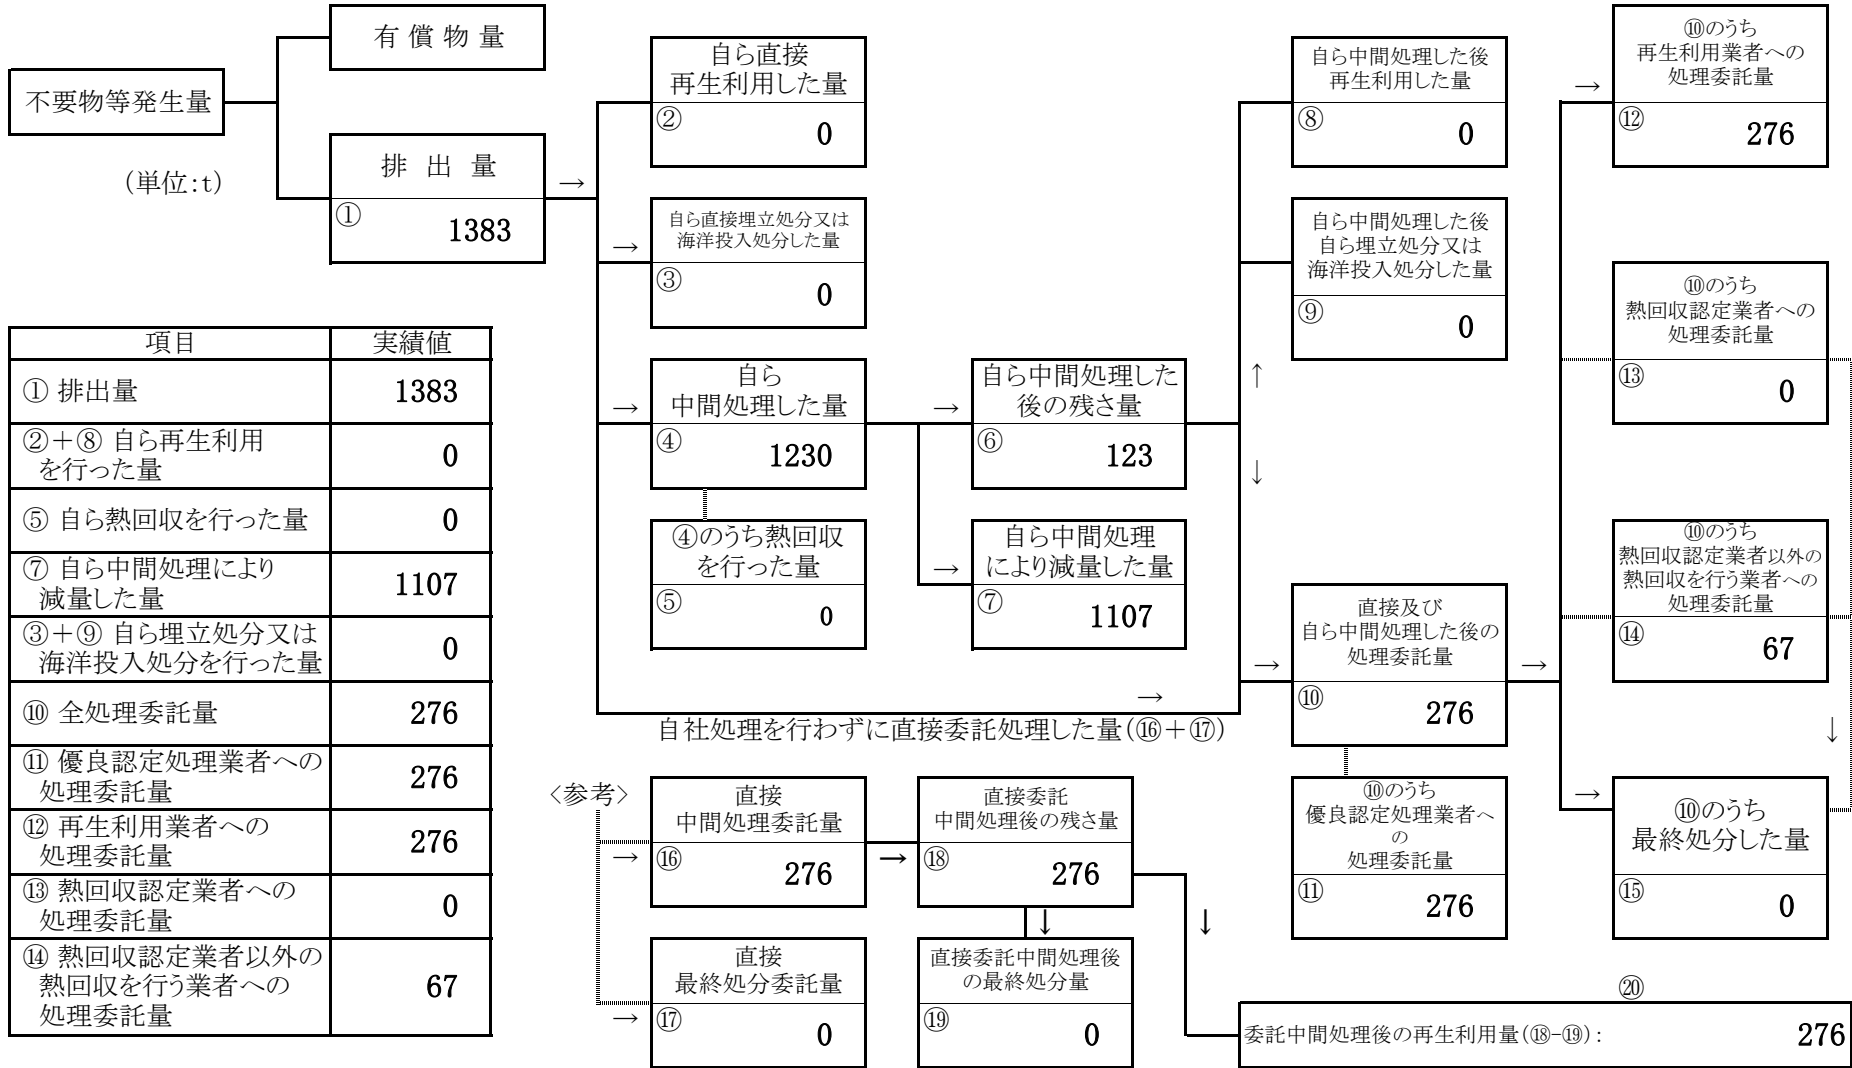 有 償 物 量
不要物等発生量
(単位:t)
排 出 量
①
1383
→
自ら直接
再生利用した量
②
0
→
自ら直接埋立処分又は
海洋投入処分した量
③
0
→
自ら
中間処理した量
④
1230
④のうち熱回収
を行った量
⑤
0
→
自ら中間処理した
後の残さ量
⑥
123
→
自ら中間処理
により減量した量
⑦
1107
↑
↓
自ら中間処理した後
再生利用した量
⑧
0
自ら中間処理した後
自ら埋立処分又は
海洋投入処分した量
⑨
0
→
自社処理を行わずに直接委託処理した量(⑯+⑰)
→
直接及び
自ら中間処理した後の
処理委託量
⑩
276
→
⑩のうち
優良認定処理業者へ
の
処理委託量
⑪
276
→
⑩のうち
再生利用業者への
処理委託量
⑫
276
⑩のうち
熱回収認定業者への
処理委託量
⑬
0
⑩のうち
熱回収認定業者以外の
熱回収を行う業者への
処理委託量
⑭
67
↓
→
⑩のうち
最終処分した量
⑮
0
項目 実績値
① 排出量 1383
②+⑧ 自ら再生利用
を行った量 0
⑤ 自ら熱回収を行った量 0
⑦ 自ら中間処理により
減量した量 1107
③+⑨ 自ら埋立処分又は
海洋投入処分を行った量 0
⑩ 全処理委託量 276
⑪ 優良認定処理業者への
処理委託量 276
⑫ 再生利用業者への
処理委託量 276
⑬ 熱回収認定業者への
処理委託量 0
⑭ 熱回収認定業者以外の
熱回収を行う業者への
処理委託量 67
<参考>
→
直接
中間処理委託量
⑯
276
→
直接委託
中間処理後の残さ量
⑱
276
↓
↓
→
直接
最終処分委託量
⑰
0
直接委託中間処理後
の最終処分量
⑲
0
⑳
委託中間処理後の再生利用量(⑱-⑲): 276